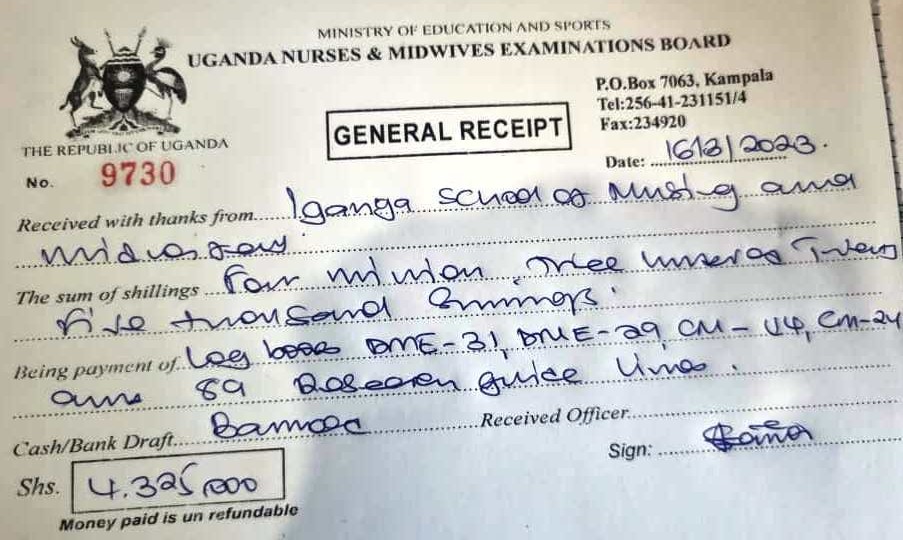 MINISTRY OF EDUCATION AND SPORTS
UGANDA NURSES & MIDWIVES EXAMINATIONS BOARD
P.O.Box 7063, Kampala
Tel:256-41-231151/4
Fax:234920
GENERAL RECEIPT
THE REPUBLIC OF UGANDA
Date: 16/3/2023.
No. 9730
Received with thanks from Iganga School of Nursing and
Midwifery
The sum of shillings Four million, Three hundred Twenty
five thousand Shillings.
Being payment of Log books DME-31, DME-29, CM-44, CM-24
and 89 Research guide lines.
Cash/Bank Draft Banked Received Officer
Sign:
Shs. 4.325,000
Money paid is un refundable